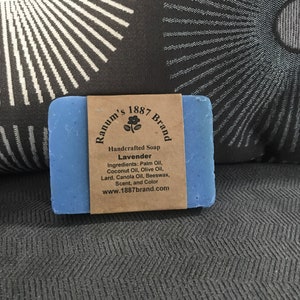 Ranum's 1887 Brand
Handcrafted Soap
Lavender
Ingredients: Palm Oil,
Coconut Oil, Olive Oil,
Lard, Canola Oil, Beeswax,
Scent, and Color
www.1887brand.com